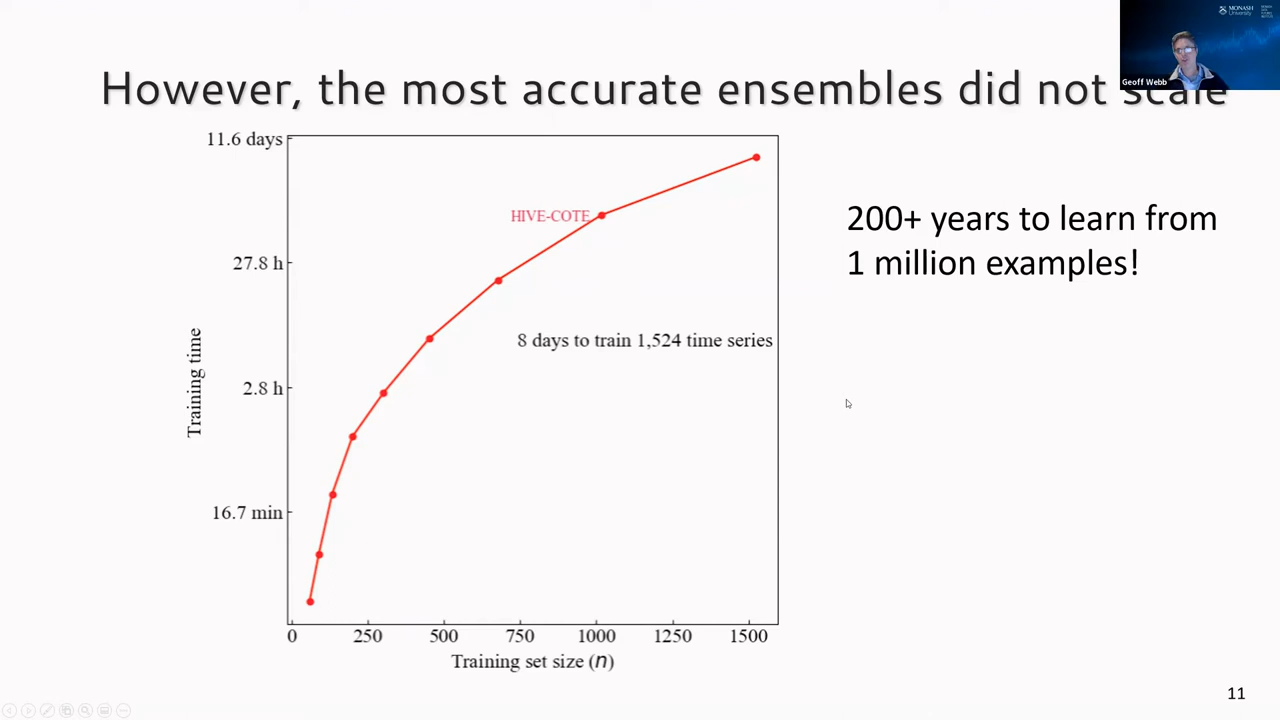 However, the most accurate ensembles did not scale
MONASH
University
Geoff Webb
11.6 days
27.8 h
2.8 h
16.7 min
Training time
HIVE-COTE
8 days to train 1,524 time series
0 250 500 750 1000 1250 1500
Training set size (n)
200+ years to learn from
1 million examples!
11